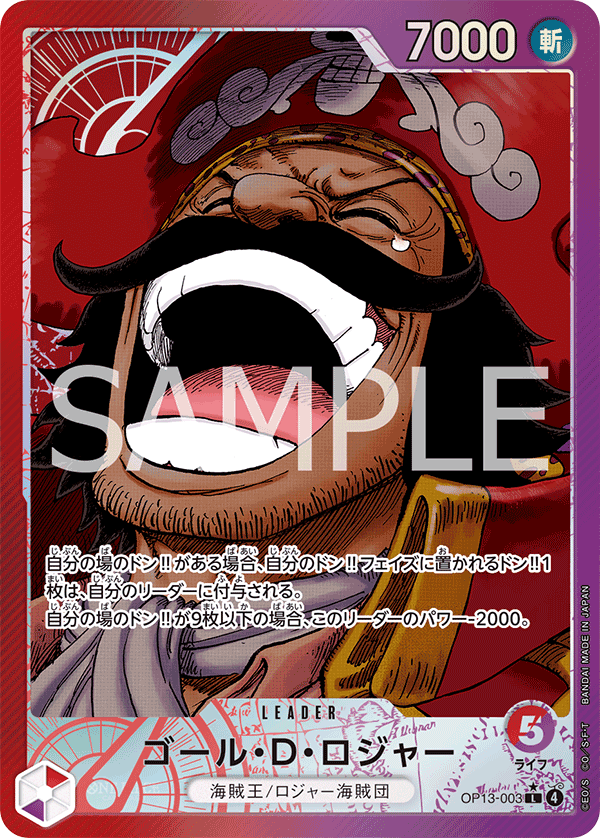 7000 斬
SAMPLE
自分の場のドン!!がある場合、自分のドン!!フェイズに置かれるドン!!1
枚は、自分のリーダーに付与される。
自分の場のドン!!が9枚以下の場合、このリーダーのパワー-2000。
LEADER
ゴール・D・ロジャー
海賊王/ロジャー海賊団
5
ライフ
OP13-003 L 4
©E.O/S ©O/S・F・T BANDAI MADE IN JAPAN